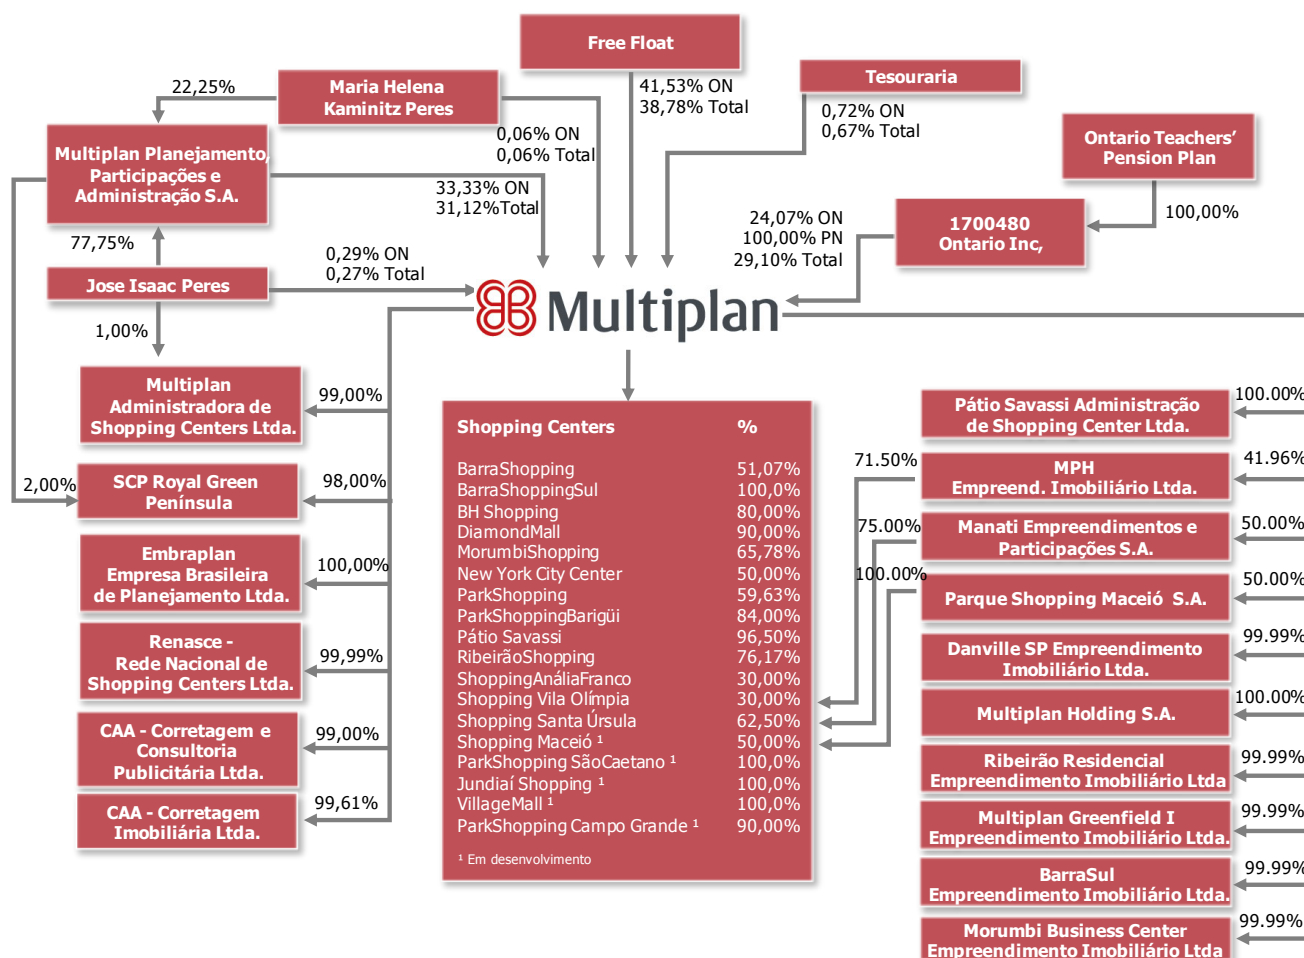 Free Float
41,53% ON
38,78% Total
Tesouraria
0,72% ON
0,67% Total
22,25%
Maria Helena
Kaminitz Peres
0,06% ON
0,06% Total
Ontario Teachers’
Pension Plan
100,00%
Multiplan Planejamento,
Participações e
Administração S.A.
33,33% ON
31,12%Total
24,07% ON
100,00% PN
29,10% Total
1700480
Ontario Inc,
77,75%
Jose Isaac Peres
0,29% ON
0,27% Total
1,00%
Multiplan
Multiplan
Administradora de
Shopping Centers Ltda.
99,00%
2,00%
SCP Royal Green
Península
98,00%
Embraplan
Empresa Brasileira
de Planejamento Ltda.
100,00%
Renasce -
Rede Nacional de
Shopping Centers Ltda.
99,99%
CAA - Corretagem e
Consultoria
Publicitária Ltda.
99,00%
CAA - Corretagem
Imobiliária Ltda.
99,61%
Shopping Centers %
BarraShopping 51,07%
BarraShoppingSul 100,0%
BH Shopping 80,00%
DiamondMall 90,00%
MorumbiShopping 65,78%
New York City Center 50,00%
ParkShopping 59,63%
ParkShoppingBarigüi 84,00%
Pátio Savassi 96,50%
RibeirãoShopping 76,17%
ShoppingAnáliaFranco 30,00%
Shopping Vila Olímpia 30,00%
Shopping Santa Úrsula 62,50%
Shopping Maceió ¹ 50,00%
ParkShopping SãoCaetano ¹ 100,0%
Jundiaí Shopping ¹ 100,0%
VillageMall ¹ 100,0%
ParkShopping Campo Grande ¹ 90,00%
¹ Em desenvolvimento
Pátio Savassi Administração
de Shopping Center Ltda.
100.00%
71.50%
MPH
Empreend. Imobiliário Ltda.
41.96%
75.00%
Manati Empreendimentos e
Participações S.A.
50.00%
100.00%
Parque Shopping Maceió S.A.
50.00%
Danville SP Empreendimento
Imobiliário Ltda.
99.99%
Multiplan Holding S.A.
100.00%
Ribeirão Residencial
Empreendimento Imobiliário Ltda
99.99%
Multiplan Greenfield I
Empreendimento Imobiliário Ltda.
99.99%
BarraSul
Empreendimento Imobiliário Ltda.
99.99%
Morumbi Business Center
Empreendimento Imobiliário Ltda
99.99%